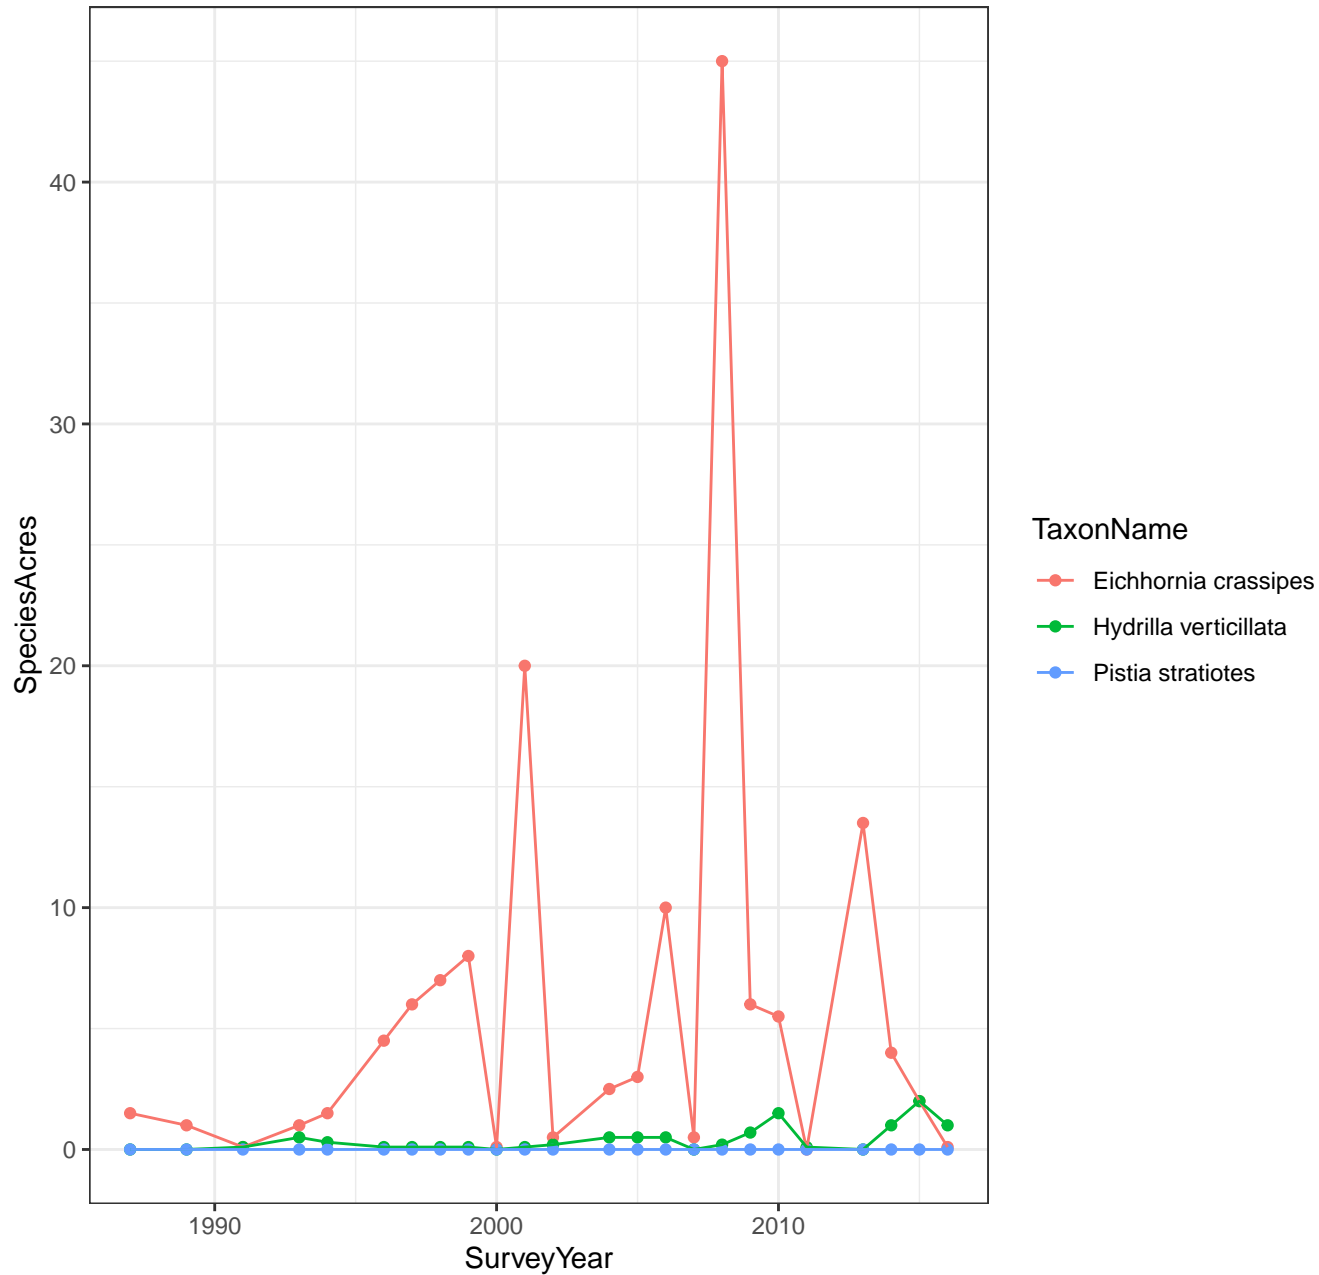 40
30
20
10
0
SpeciesAcres
1990 2000 2010
SurveyYear
TaxonName
Eichhornia crassipes
Hydrilla verticillata
Pistia stratiotes